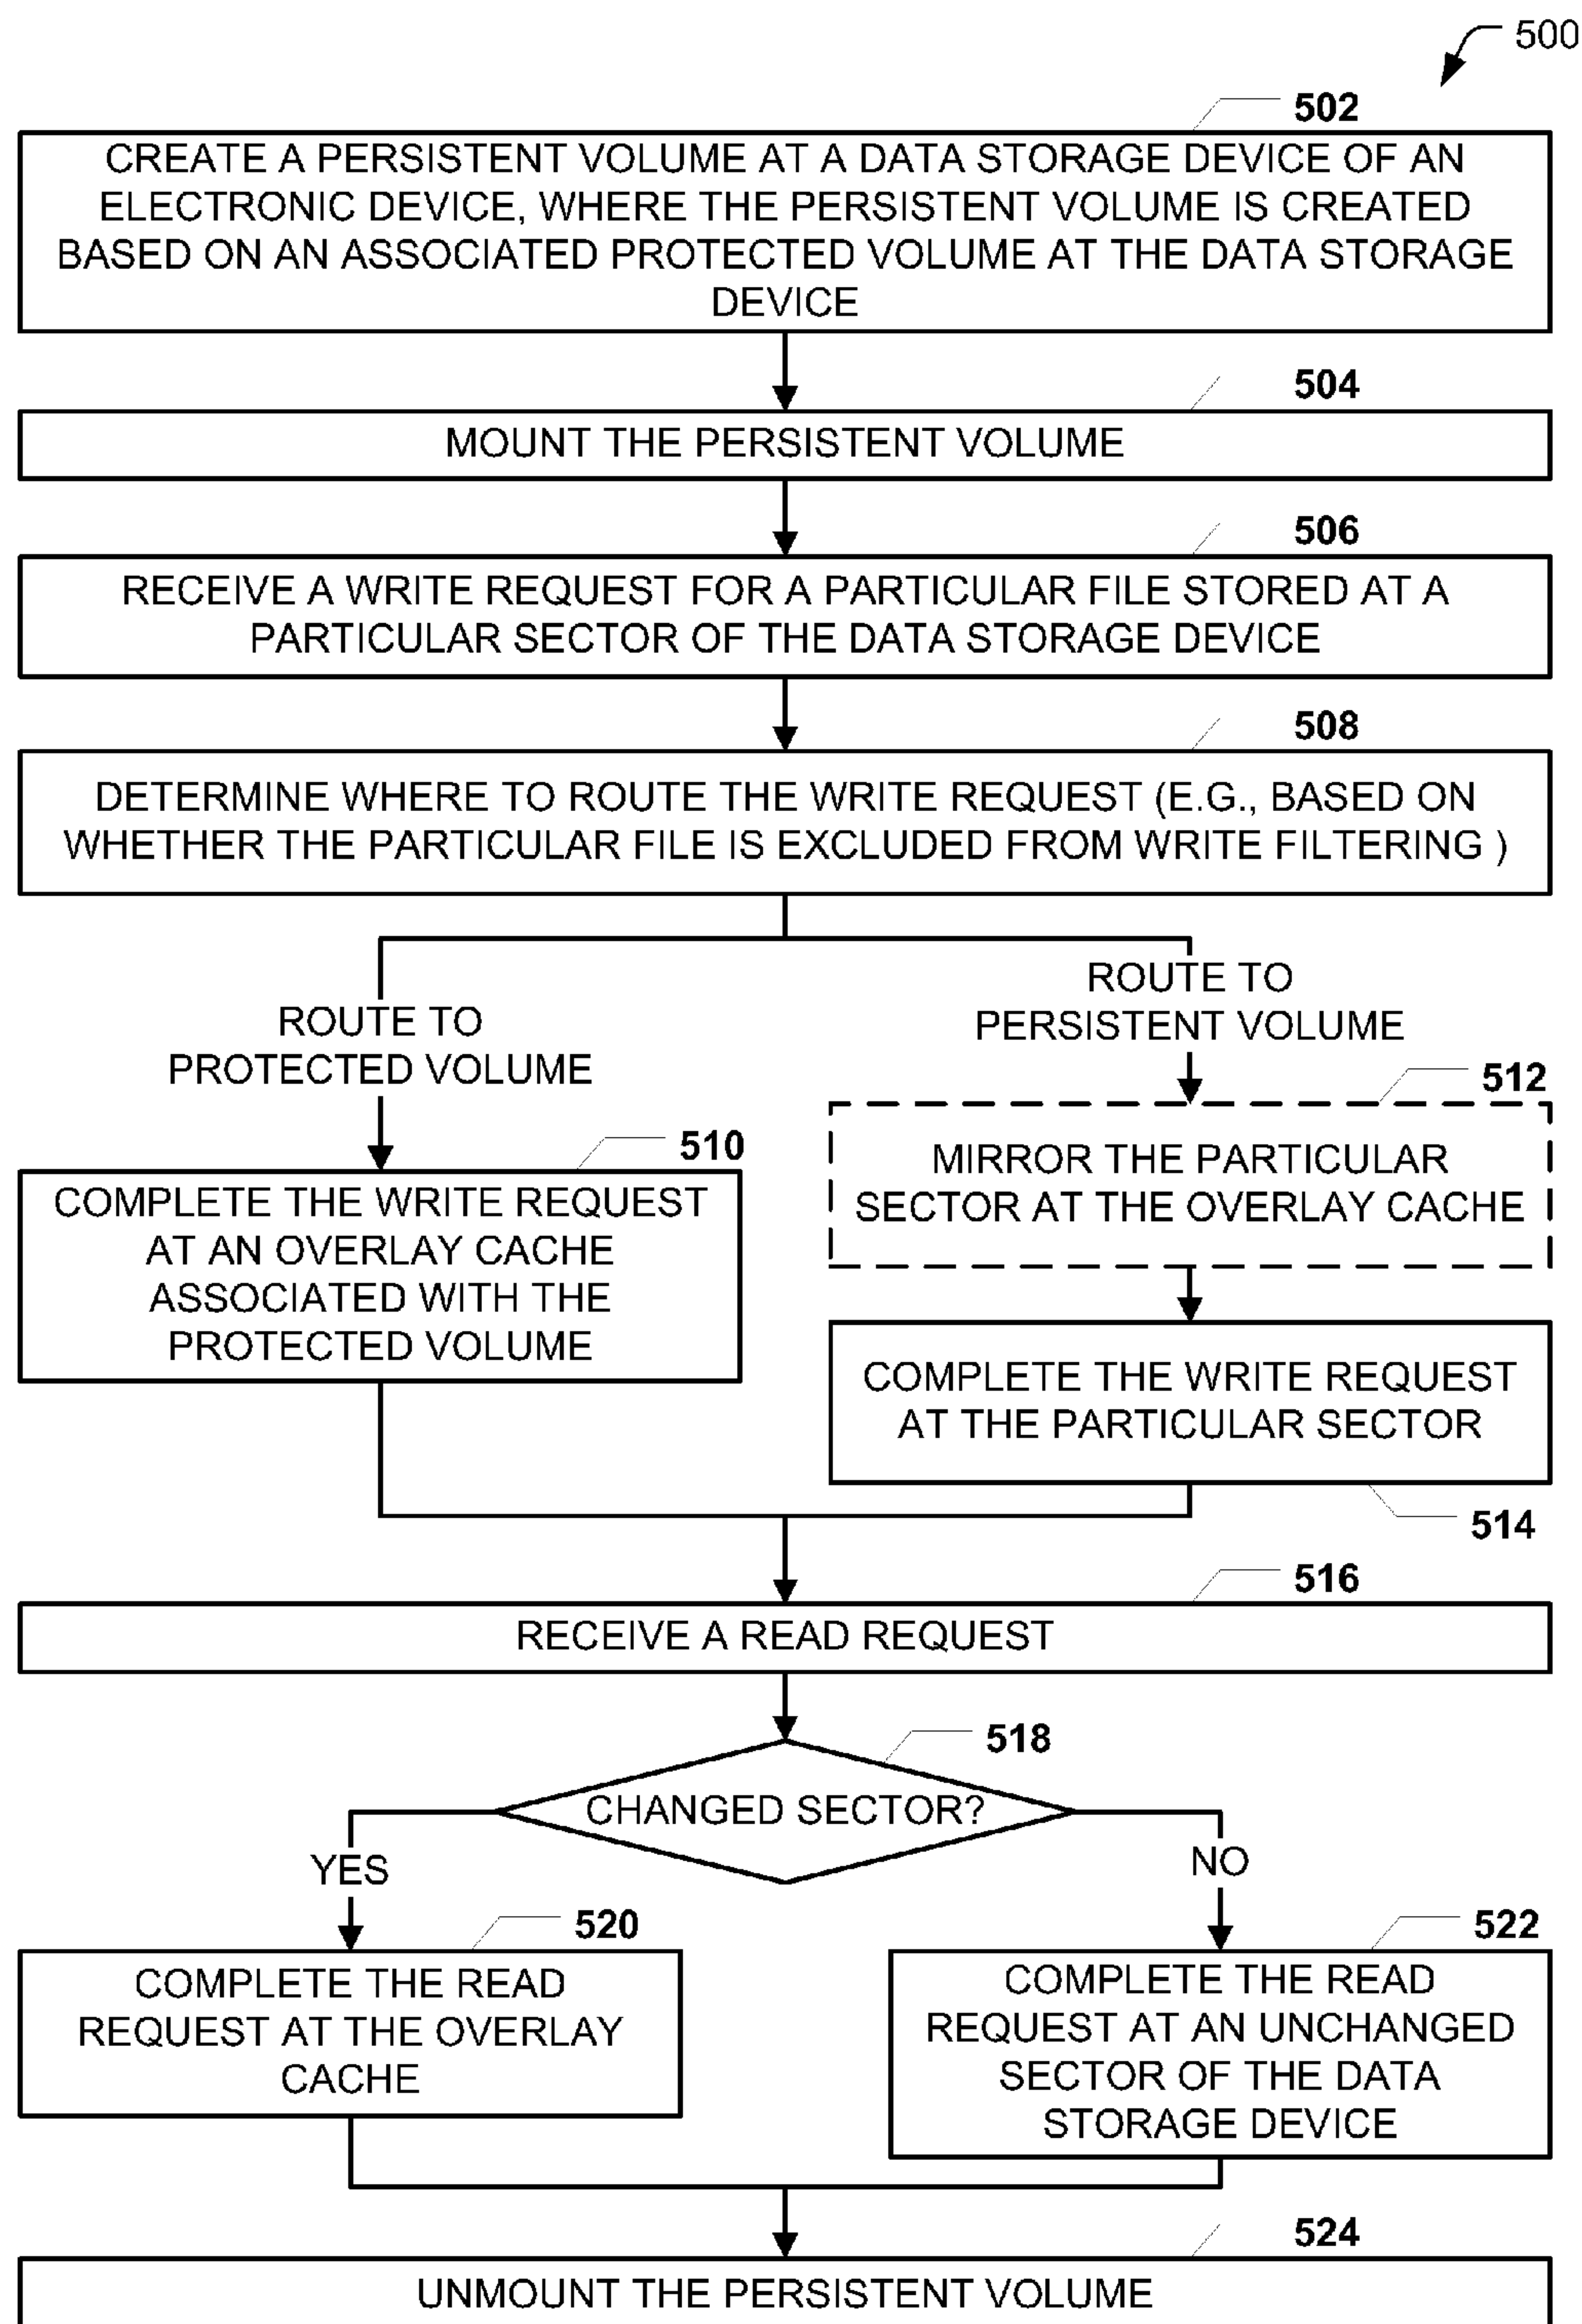 500
502
CREATE A PERSISTENT VOLUME AT A DATA STORAGE DEVICE OF AN
ELECTRONIC DEVICE, WHERE THE PERSISTENT VOLUME IS CREATED
BASED ON AN ASSOCIATED PROTECTED VOLUME AT THE DATA STORAGE
DEVICE
504
MOUNT THE PERSISTENT VOLUME
506
RECEIVE A WRITE REQUEST FOR A PARTICULAR FILE STORED AT A
PARTICULAR SECTOR OF THE DATA STORAGE DEVICE
508
DETERMINE WHERE TO ROUTE THE WRITE REQUEST (E.G., BASED ON
WHETHER THE PARTICULAR FILE IS EXCLUDED FROM WRITE FILTERING )
ROUTE TO
PROTECTED VOLUME
510
COMPLETE THE WRITE REQUEST
AT AN OVERLAY CACHE
ASSOCIATED WITH THE
PROTECTED VOLUME
ROUTE TO
PERSISTENT VOLUME
512
MIRROR THE PARTICULAR
SECTOR AT THE OVERLAY CACHE
COMPLETE THE WRITE REQUEST
AT THE PARTICULAR SECTOR
514
516
RECEIVE A READ REQUEST
518
CHANGED SECTOR?
YES
520
COMPLETE THE READ
REQUEST AT THE OVERLAY
CACHE
NO
522
COMPLETE THE READ
REQUEST AT AN UNCHANGED
SECTOR OF THE DATA
STORAGE DEVICE
524
UNMOUNT THE PERSISTENT VOLUME